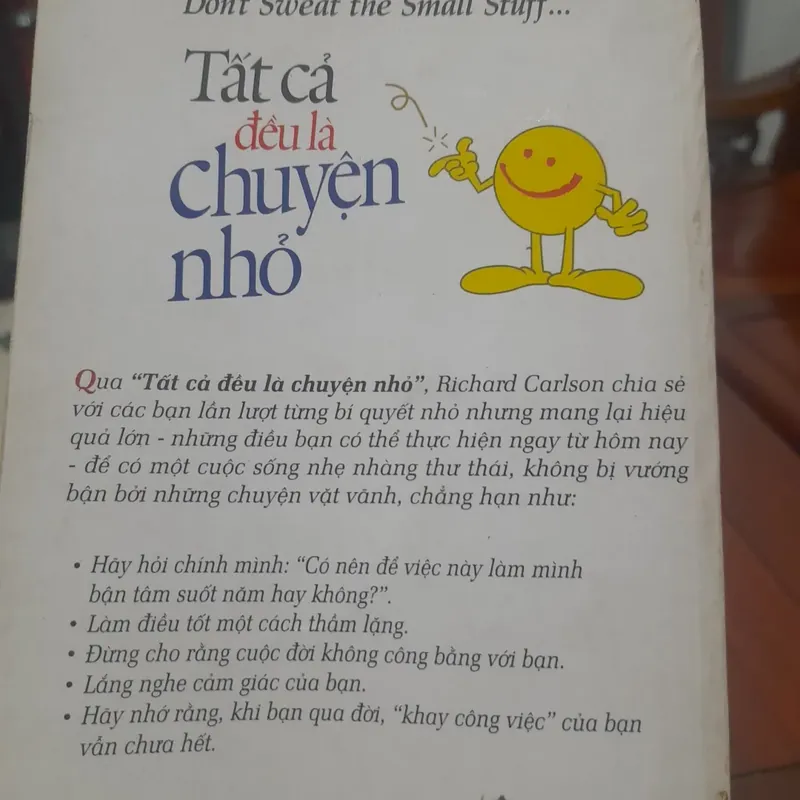 Don't Sweat the Small Stuff...
Tất cả
đều là
chuyện
nhỏ
Qua “Tất cả đều là chuyện nhỏ”, Richard Carlson chia sẻ
với các bạn lần lượt từng bí quyết nhỏ nhưng mang lại hiệu
quả lớn - những điều bạn có thể thực hiện ngay từ hôm nay
- để có một cuộc sống nhẹ nhàng thư thái, không bị vướng
bận bởi những chuyện vặt vãnh, chẳng hạn như:
• Hãy hỏi chính mình: “Có nên để việc này làm mình
bận tâm suốt năm hay không?”.
• Làm điều tốt một cách thầm lặng.
• Đừng cho rằng cuộc đời không công bằng với bạn.
• Lắng nghe cảm giác của bạn.
• Hãy nhớ rằng, khi bạn qua đời, “khay công việc” của bạn
vẫn chưa hết.